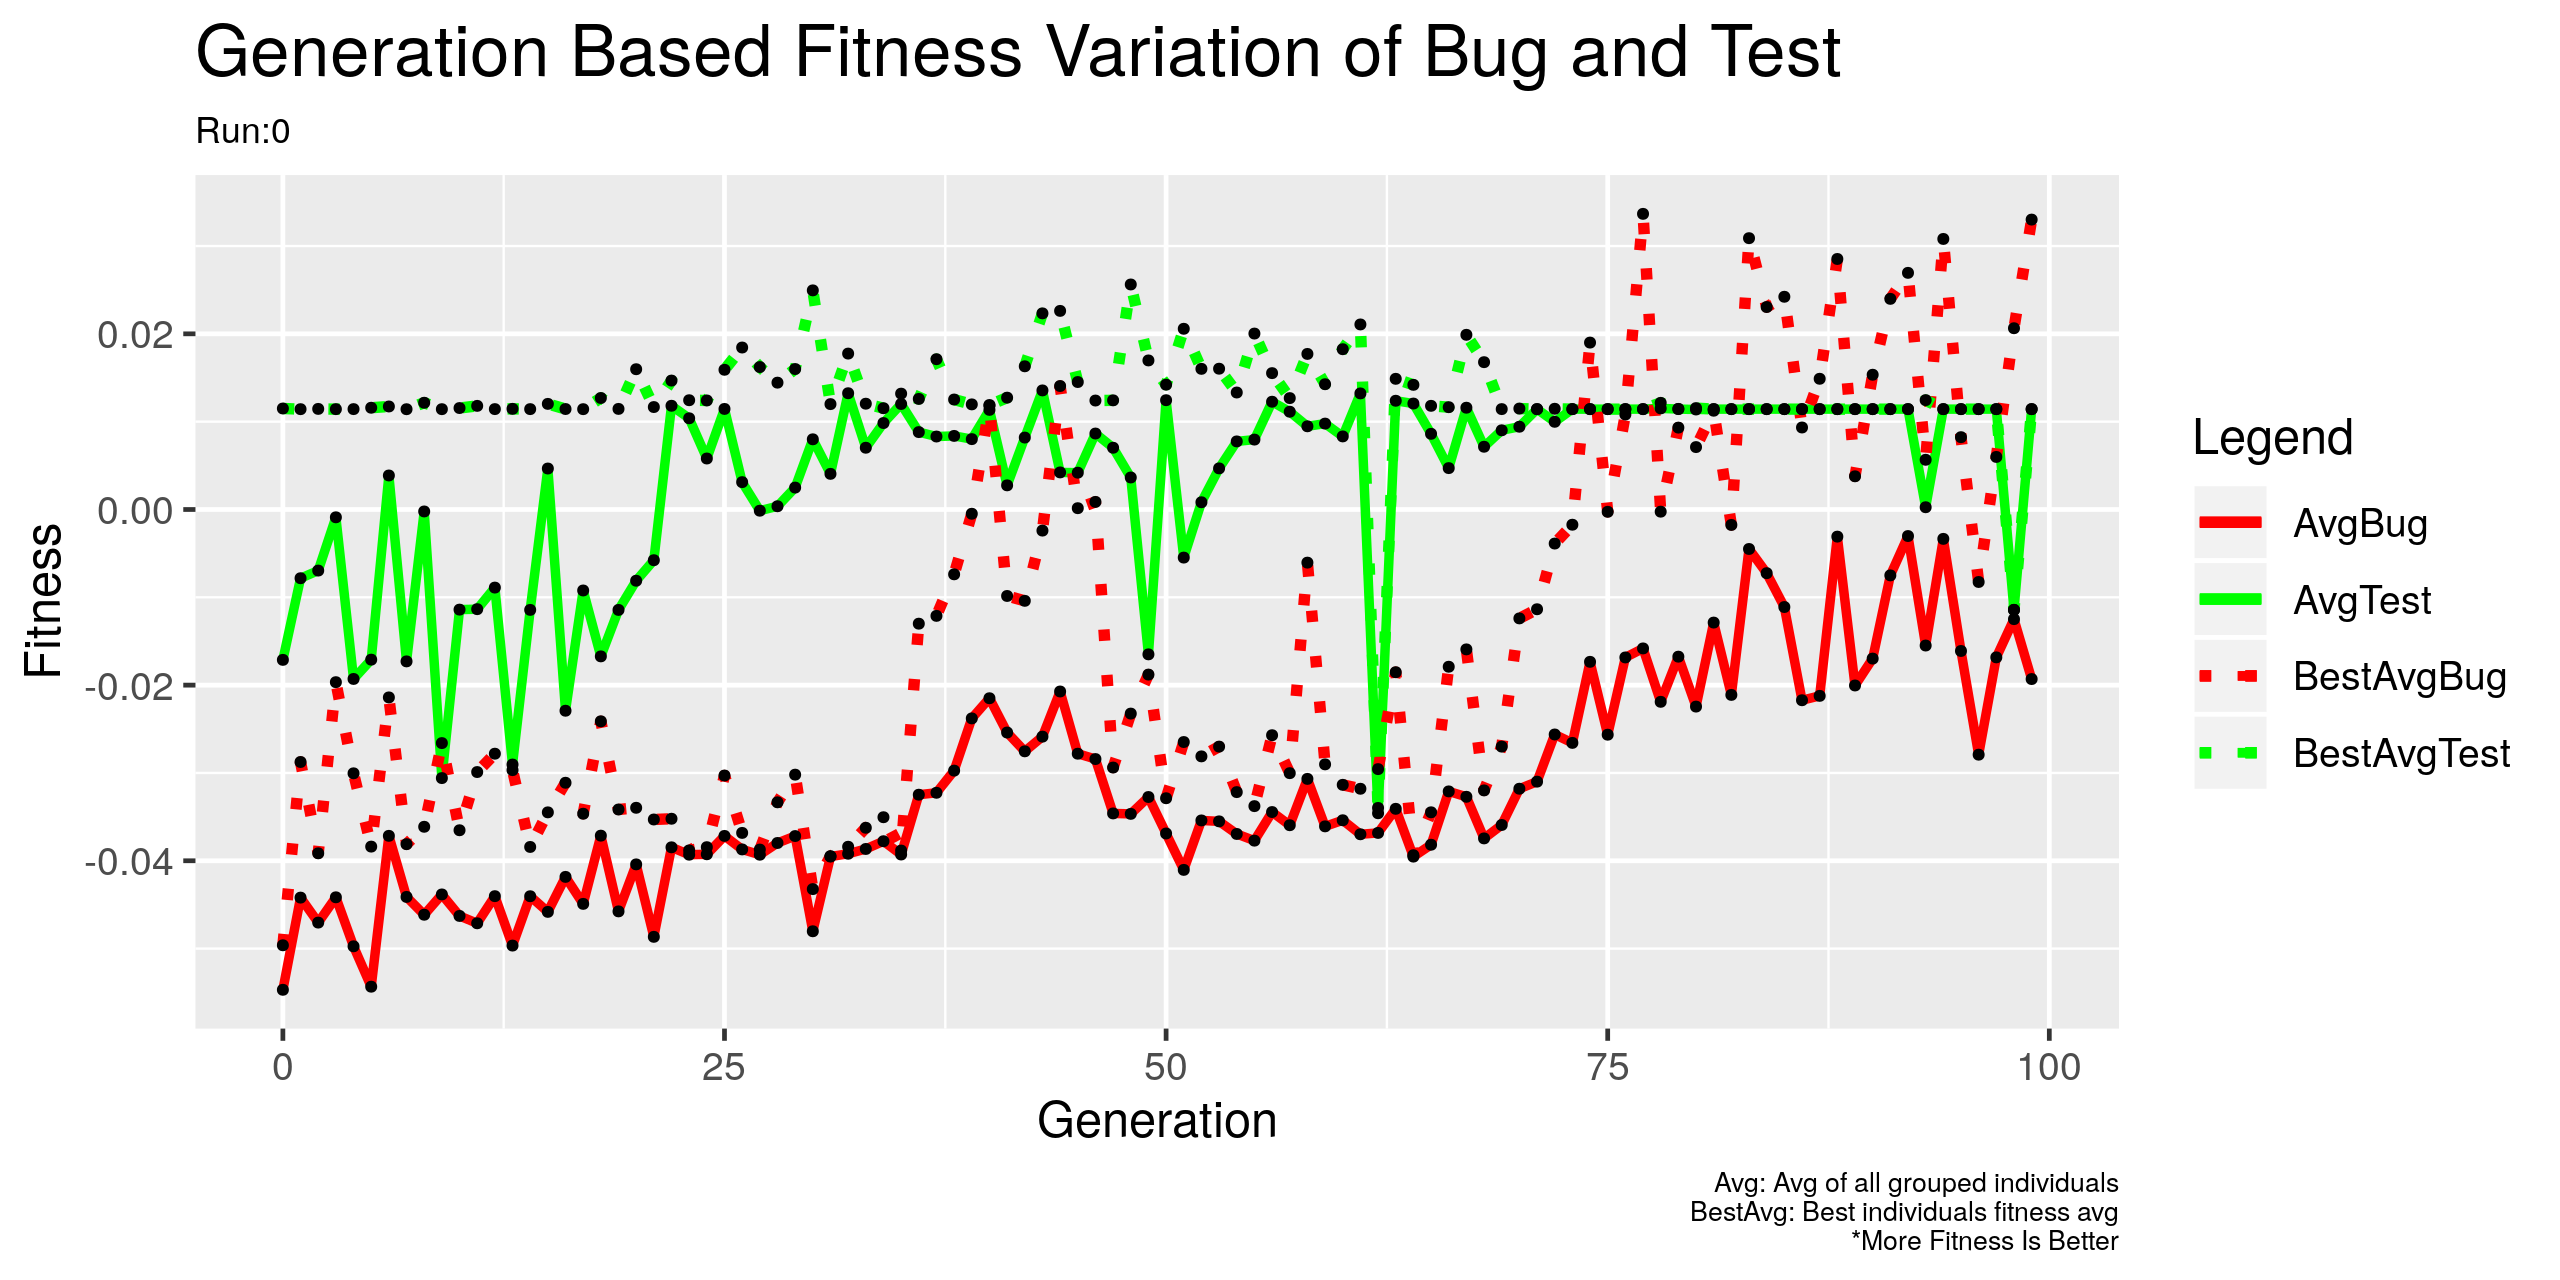 Generation Based Fitness Variation of Bug and Test
Run:0
Fitness
0.02
0.00
-0.02
-0.04
0
25
50
75
100
Generation
Legend
AvgBug
AvgTest
BestAvgBug
BestAvgTest
Avg: Avg of all grouped individuals
BestAvg: Best individuals fitness avg
*More Fitness Is Better